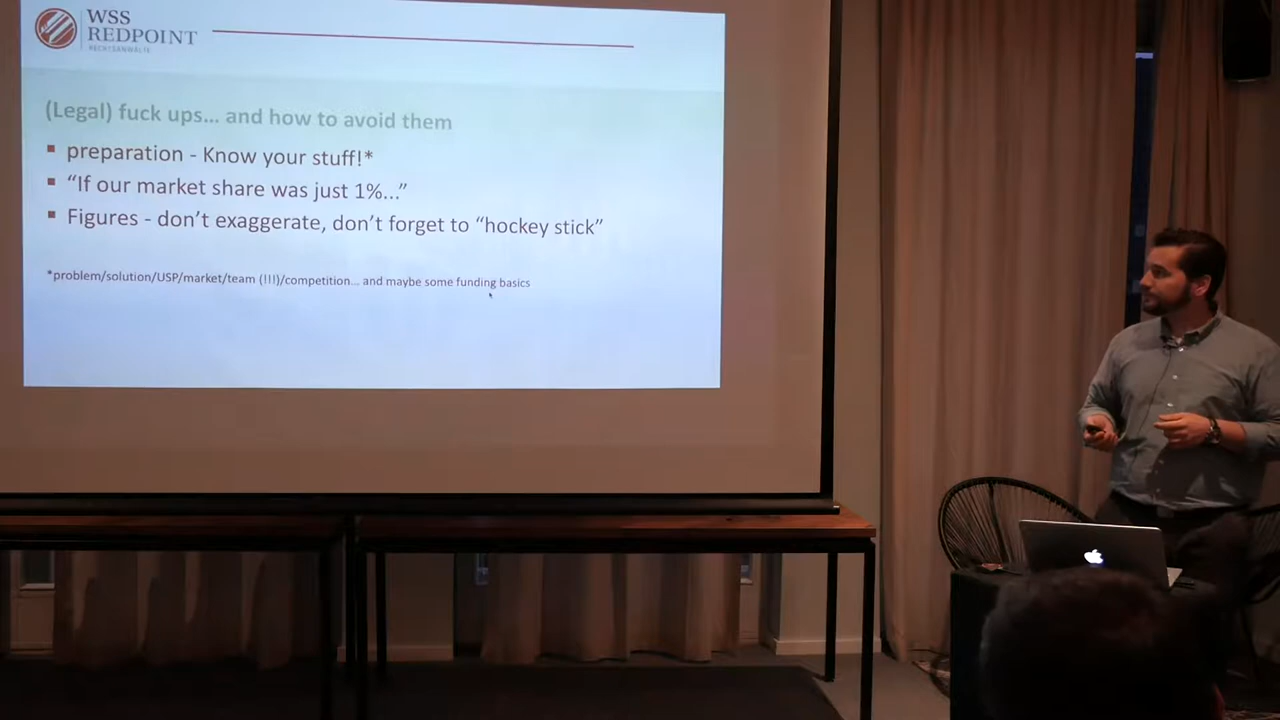 WSS
REDPOINT
RECHTSANWÄLTE
(Legal) fuck ups... and how to avoid them
preparation - Know your stuff!*
“If our market share was just 1%...”
Figures - don’t exaggerate, don’t forget to “hockey stick”
*problem/solution/USP/market/team (!!!)/competition... and maybe some funding basics